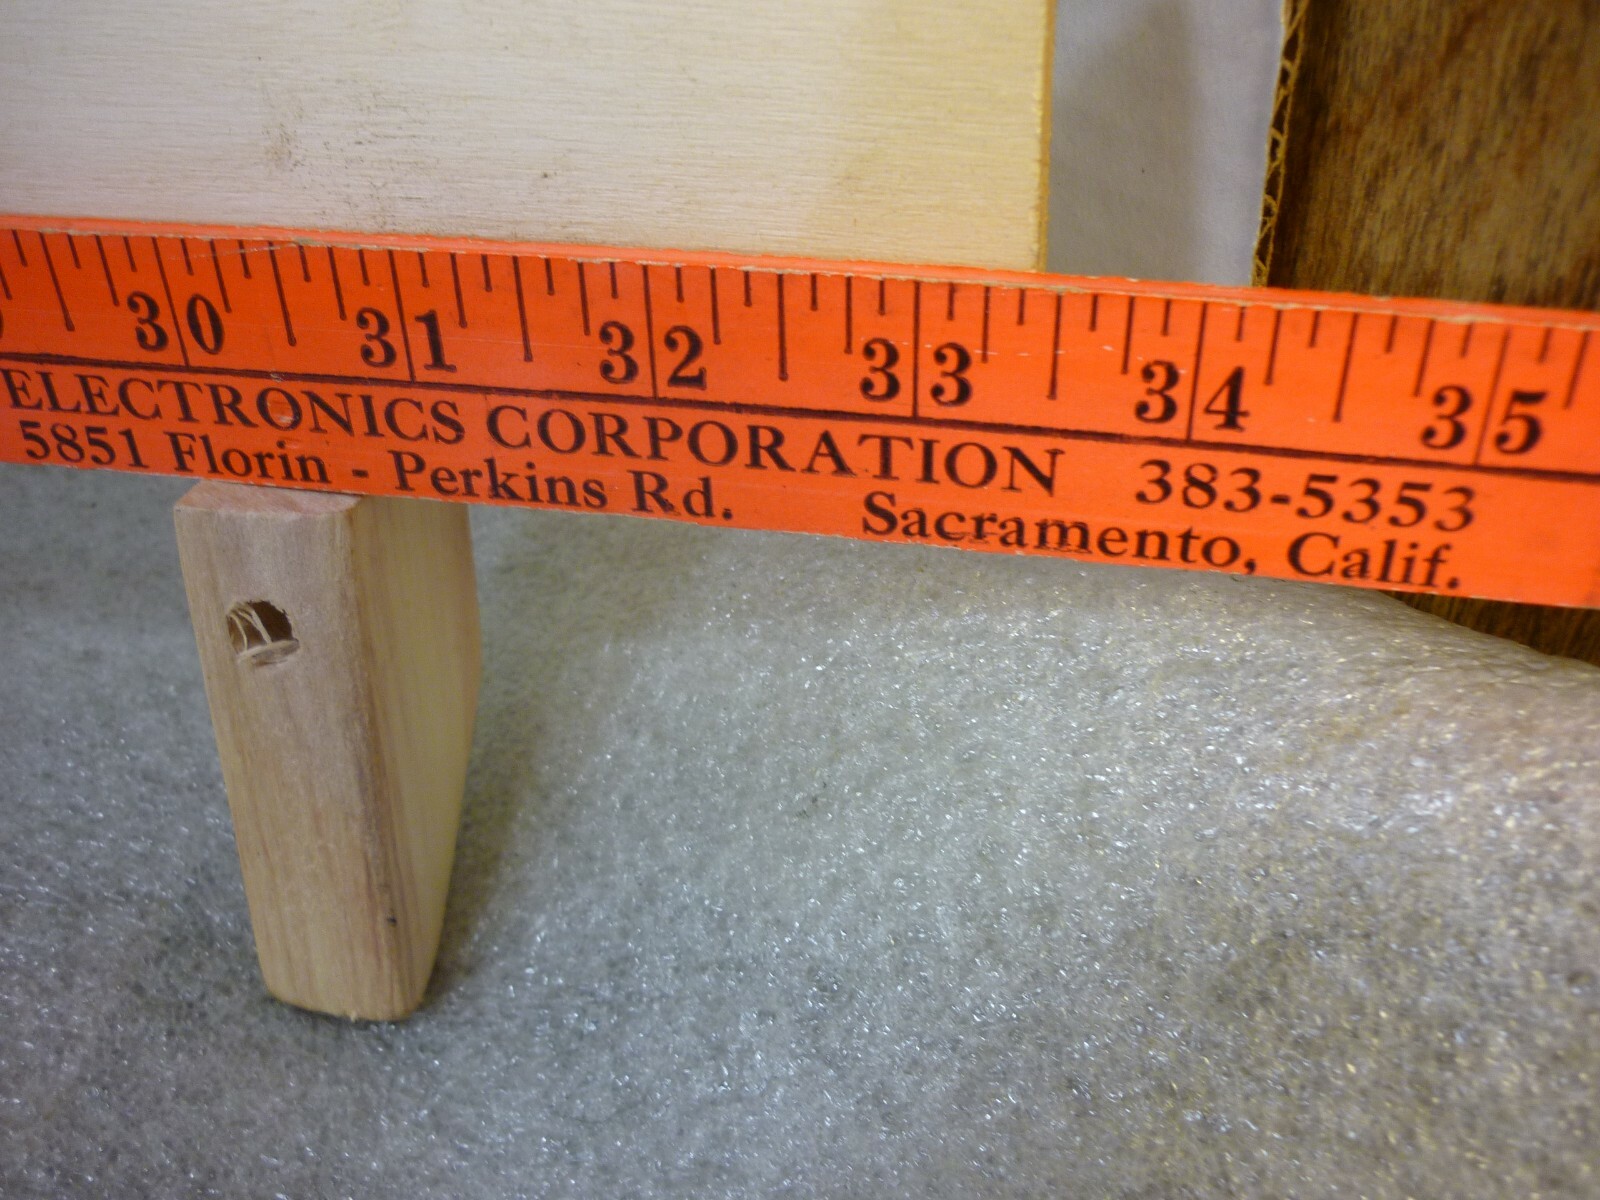 30 31 32 33 34 35
ELECTRONICS CORPORATION 383-5353
5851 Florin - Perkins Rd. Sacramento, Calif.